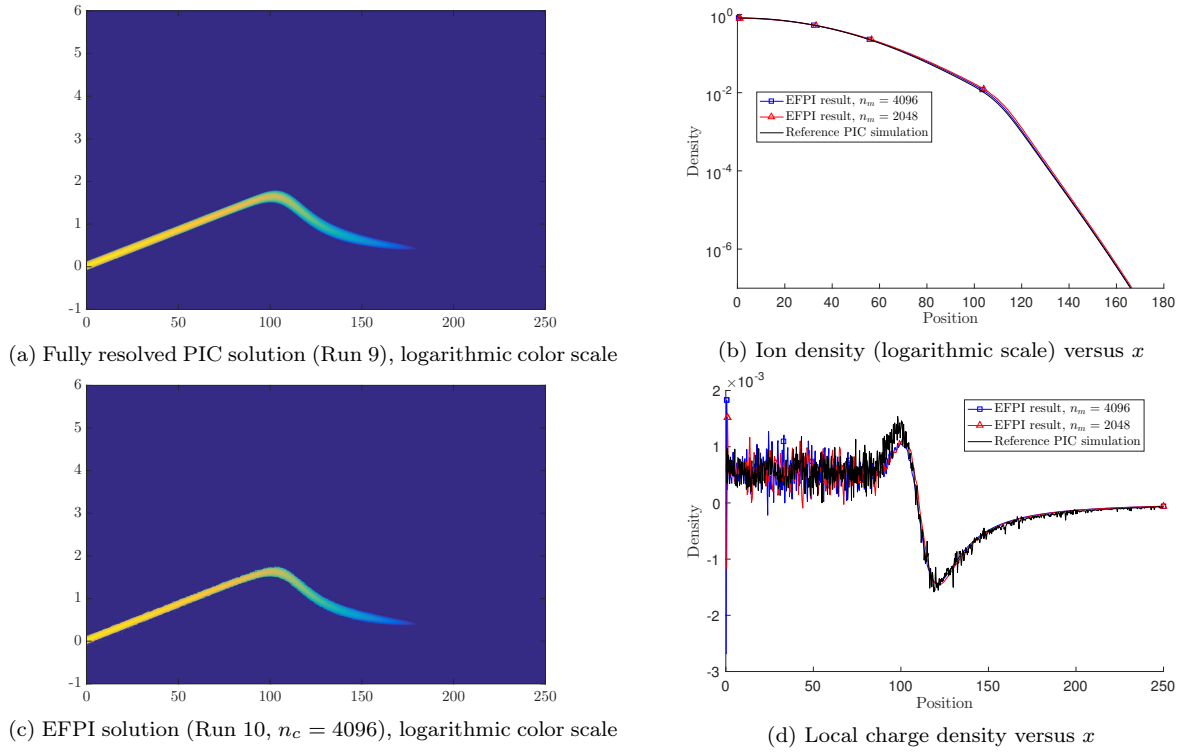 6
5
4
3
2
1
0
-1
0 50 100 150 200 250
(a) Fully resolved PIC solution (Run 9), logarithmic color scale
10^0
10^-2
10^-4
10^-6
Density
EFPI result, n_m = 4096
EFPI result, n_m = 2048
Reference PIC simulation
0 20 40 60 80 100 120 140 160 180
Position
(b) Ion density (logarithmic scale) versus x
6
5
4
3
2
1
0
-1
0 50 100 150 200 250
(c) EFPI solution (Run 10, n_c = 4096), logarithmic color scale
×10^-3
2
1
0
-1
-2
-3
Density
EFPI result, n_m = 4096
EFPI result, n_m = 2048
Reference PIC simulation
0 50 100 150 200 250
Position
(d) Local charge density versus x